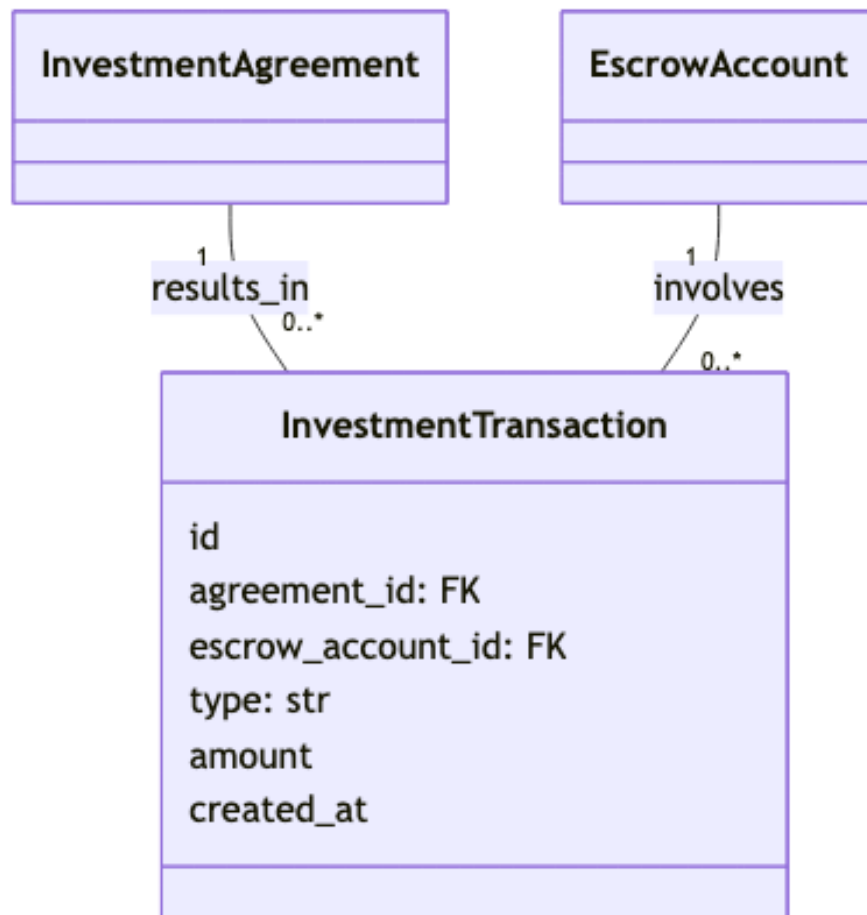 InvestmentAgreement
EscrowAccount
1
results_in
0..*
1
involves
0..*
InvestmentTransaction
id
agreement_id: FK
escrow_account_id: FK
type: str
amount
created_at